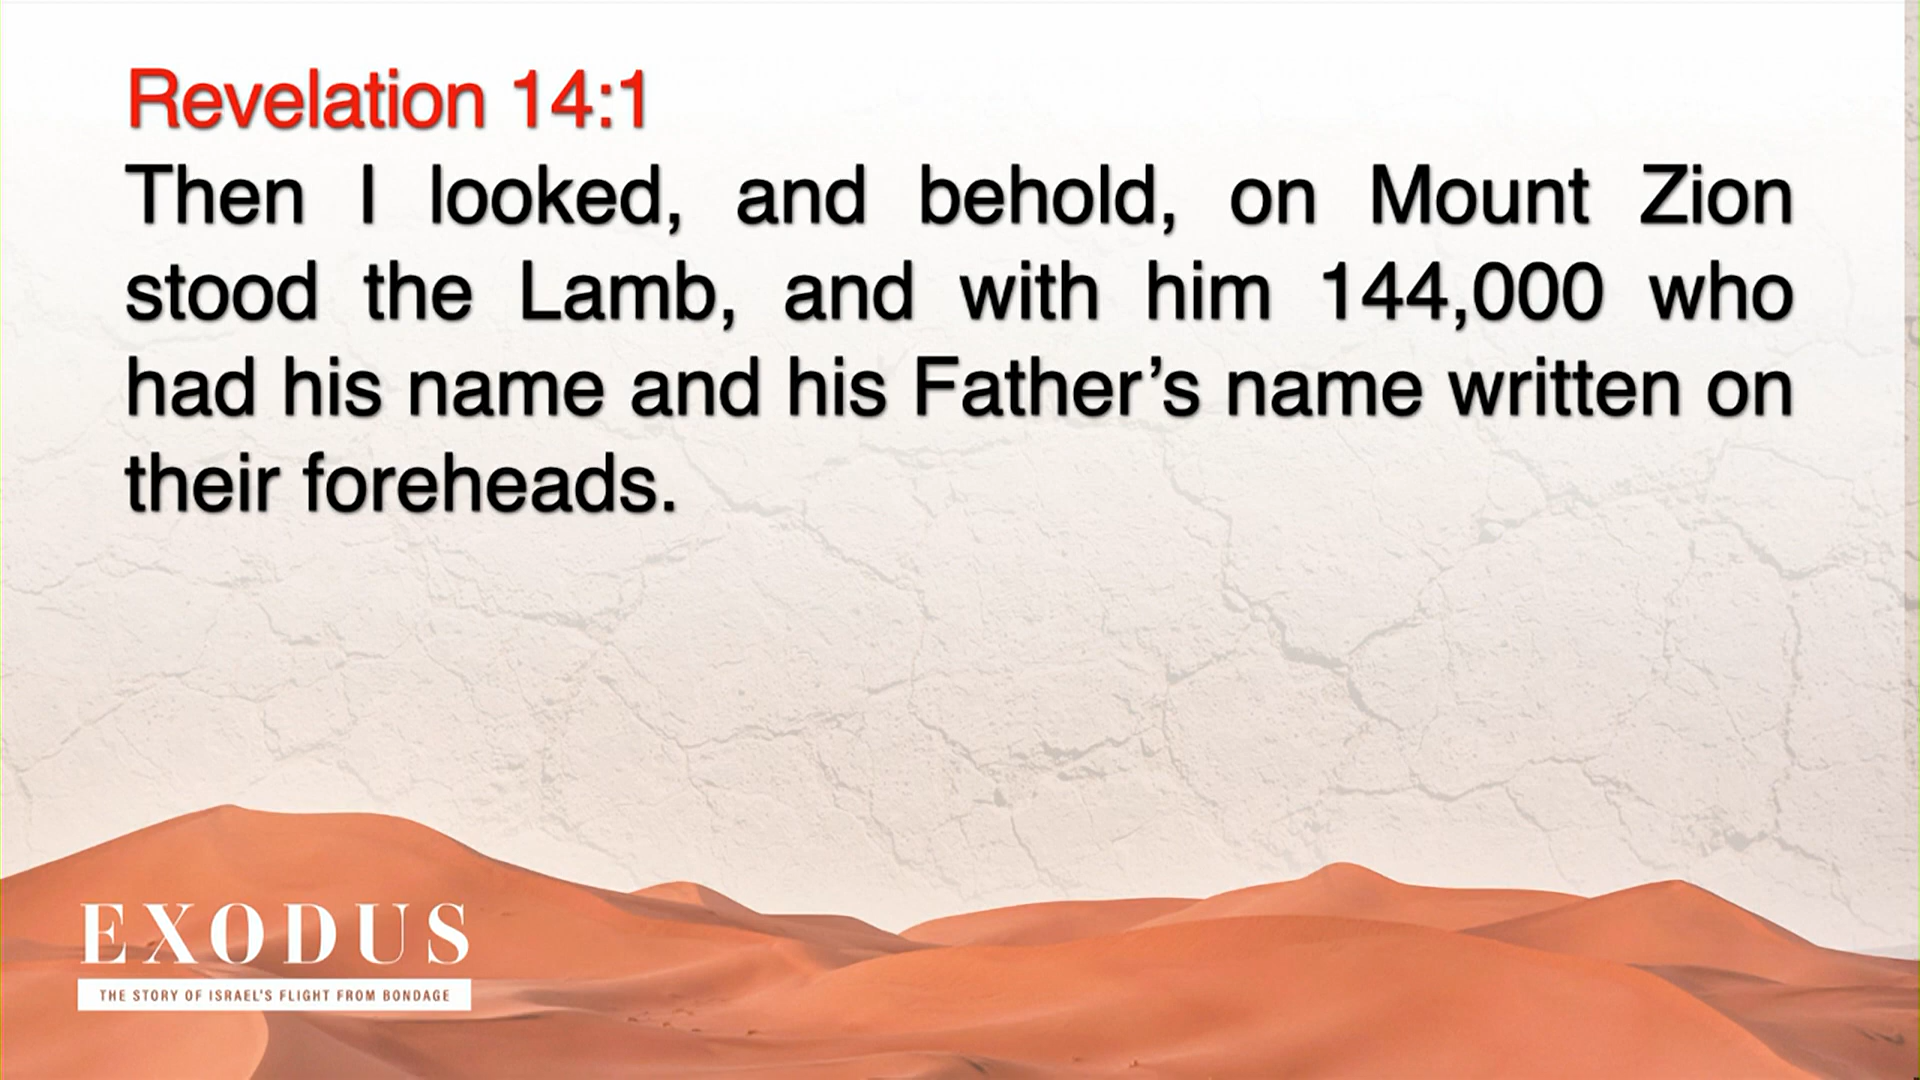 Revelation 14:1
Then I looked, and behold, on Mount Zion
stood the Lamb, and with him 144,000 who
had his name and his Father’s name written on
their foreheads.
EXODUS
THE STORY OF ISRAEL'S FLIGHT FROM BONDAGE